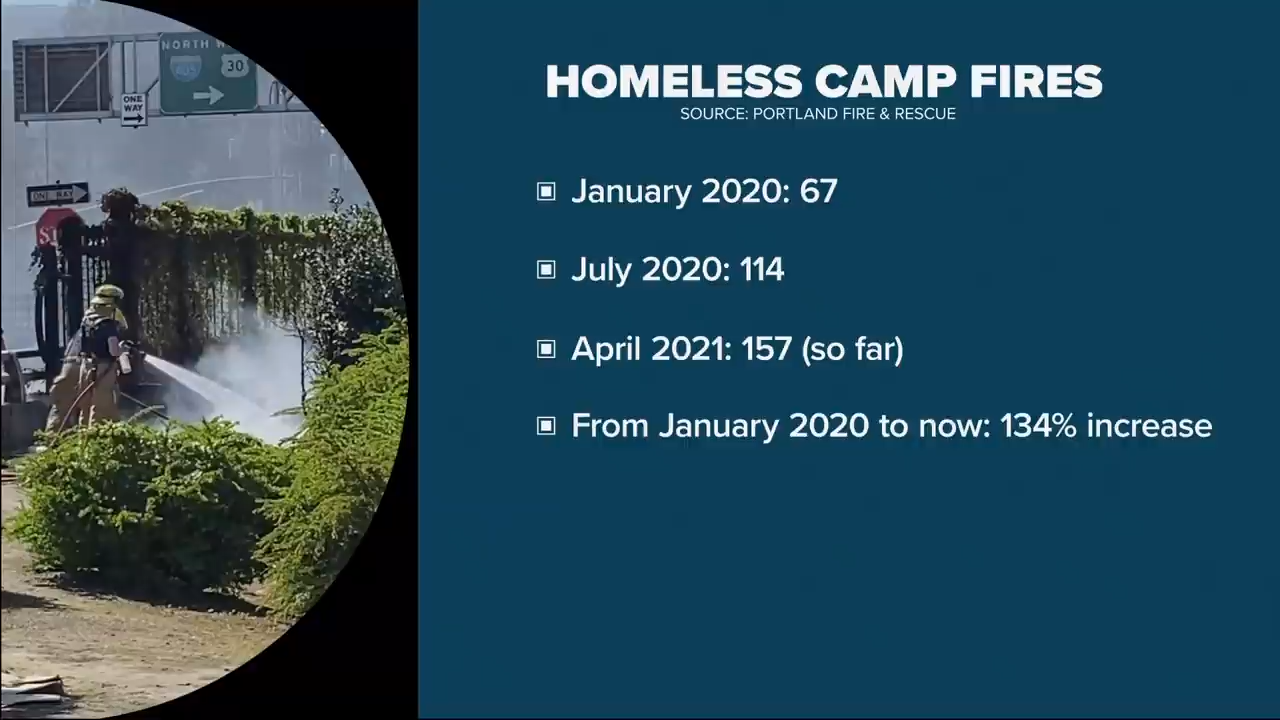 NORTH W
405
30
ONE
WAY
ONE WAY
ST
HOMELESS CAMP FIRES
SOURCE: PORTLAND FIRE & RESCUE
January 2020: 67
July 2020: 114
April 2021: 157 (so far)
From January 2020 to now: 134% increase